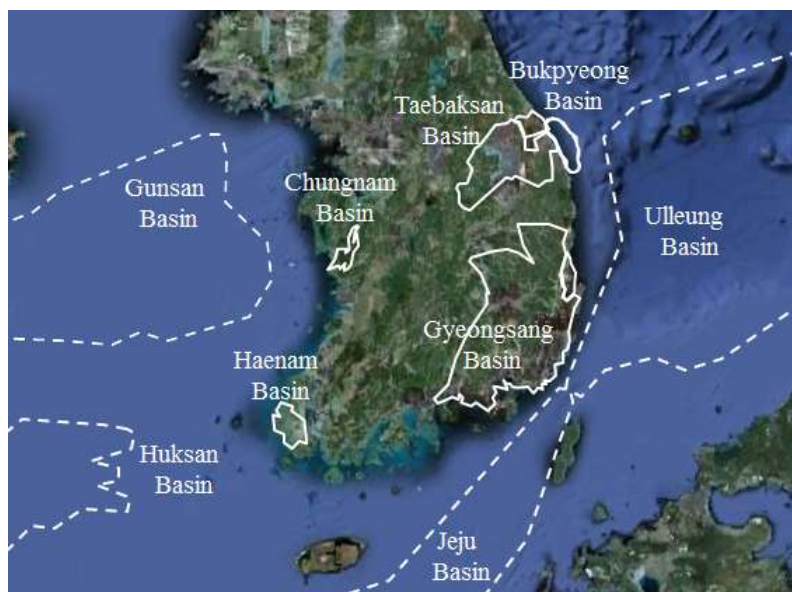 Bukpyeong
Basin
Taebaksan
Basin
Gunsan
Basin
Chungnam
Basin
Ulleung
Basin
Gyeongsang
Basin
Haenam
Basin
Huksan
Basin
Jeju
Basin